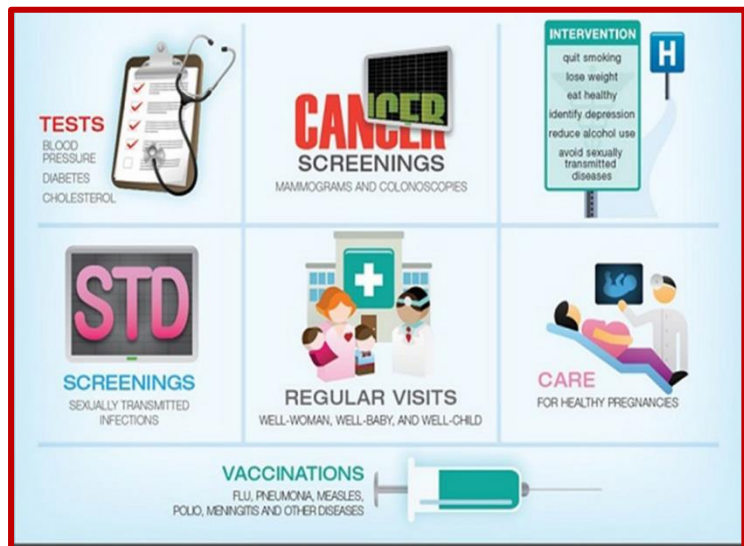 TESTS
BLOOD
PRESSURE
DIABETES
CHOLESTEROL
CANCER
SCREENINGS
MAMMOGRAMS AND COLONOSCOPIES
INTERVENTION
quit smoking
lose weight
eat healthy
identify depression
reduce alcohol use
avoid sexually
transmitted
diseases
H
STD
SCREENINGS
SEXUALLY TRANSMITTED
INFECTIONS
REGULAR VISITS
WELL-WOMAN, WELL-BABY, AND WELL-CHILD
CARE
FOR HEALTHY PREGNANCIES
VACCINATIONS
FLU, PNEUMONIA, MEASLES,
POLIO, MENINGITIS AND OTHER DISEASES